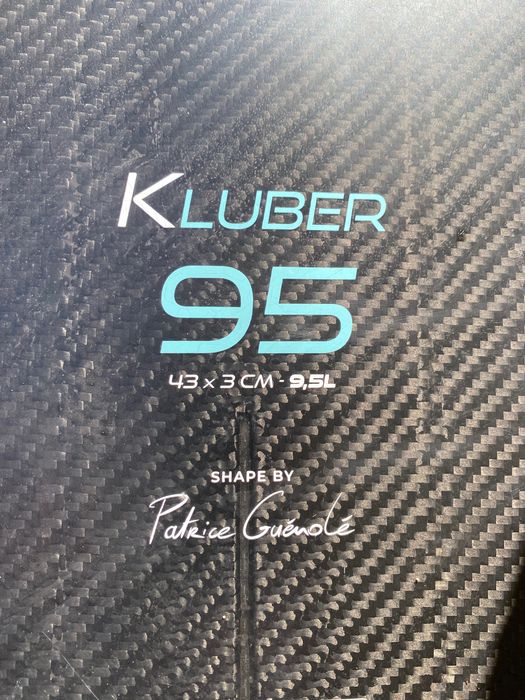 KLUBER
95
43 x 3 CM - 9,5L
SHAPE BY
Patrice Guénolé